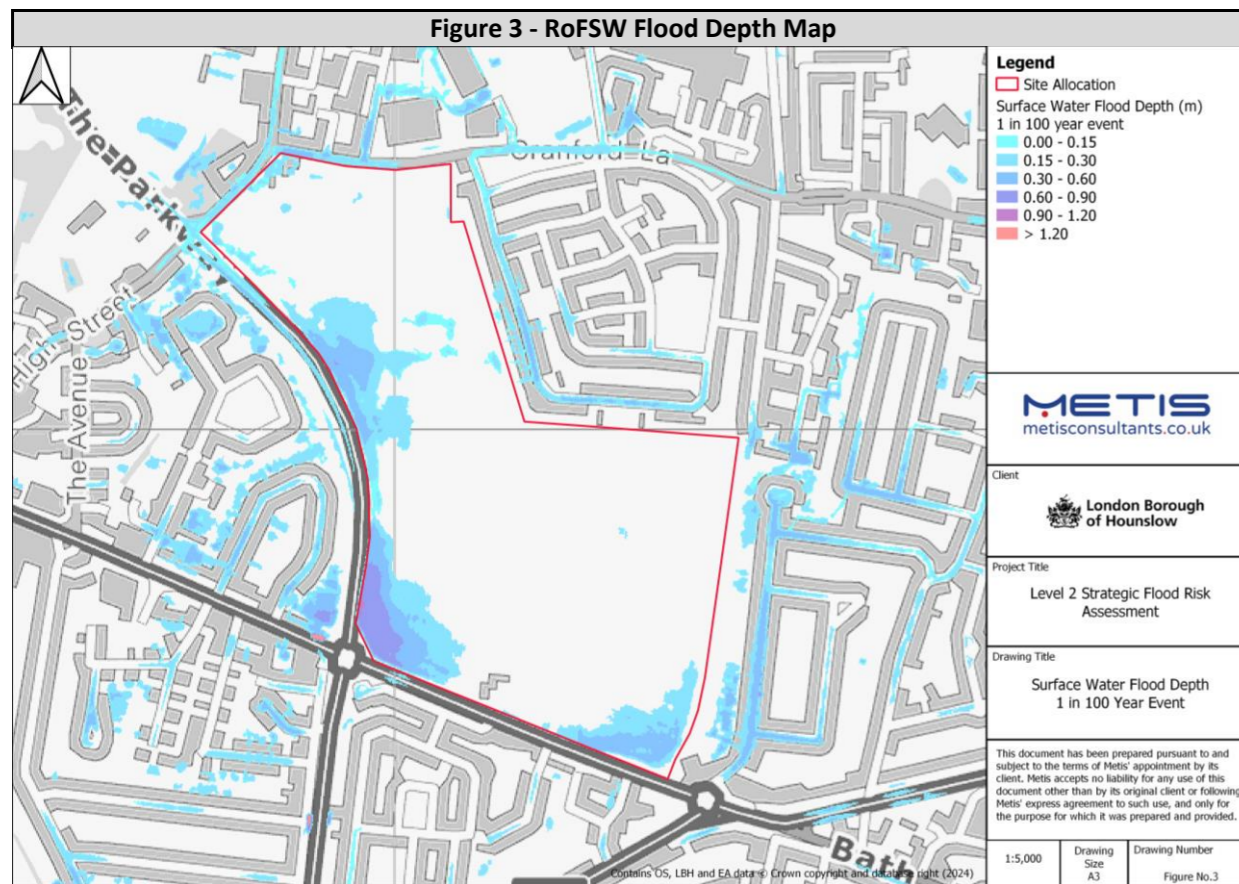 Figure 3 - RoFSW Flood Depth Map
The Parkway
Cranford La
High Street
The Avenue
Bath
Contains OS, LBH and EA data © Crown copyright and database right (2024)
Legend
Site Allocation
Surface Water Flood Depth (m)
1 in 100 year event
0.00 - 0.15
0.15 - 0.30
0.30 - 0.60
0.60 - 0.90
0.90 - 1.20
> 1.20
METIS
metisconsultants.co.uk
Client
London Borough
of Hounslow
Project Title
Level 2 Strategic Flood Risk
Assessment
Drawing Title
Surface Water Flood Depth
1 in 100 Year Event
This document has been prepared pursuant to and
subject to the terms of Metis' appointment by its
client. Metis accepts no liability for any use of this
document other than by its original client or following
Metis' express agreement to such use, and only for
the purpose for which it was prepared and provided.
1:5,000
Drawing
Size
A3
Drawing Number
Figure No.3